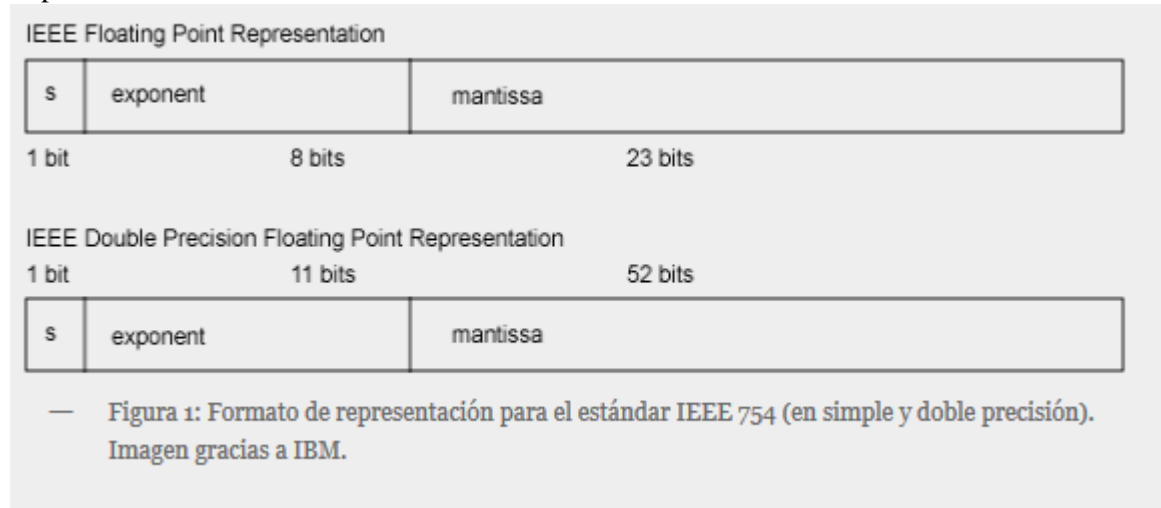 IEEE Floating Point Representation
s exponent mantissa
1 bit 8 bits 23 bits
IEEE Double Precision Floating Point Representation
1 bit 11 bits 52 bits
s exponent mantissa
— Figura 1: Formato de representación para el estándar IEEE 754 (en simple y doble precisión).
Imagen gracias a IBM.